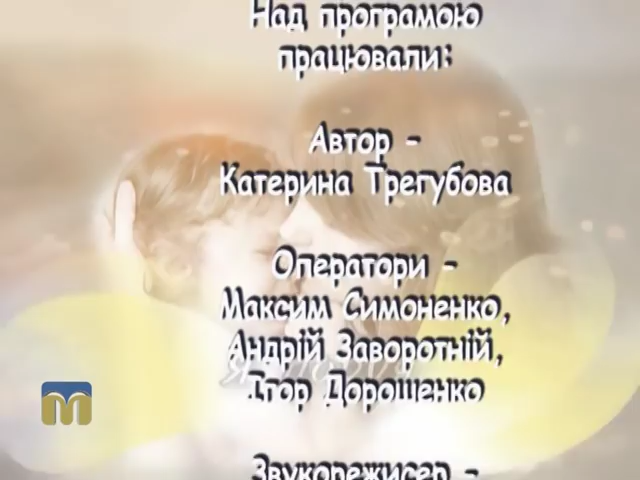 Над програмою
працювали:
Автор -
Катерина Трегубова
Оператори -
Максим Симоненко,
Андрій Заворотній,
Ігор Дорошенко
Звукорежисер -